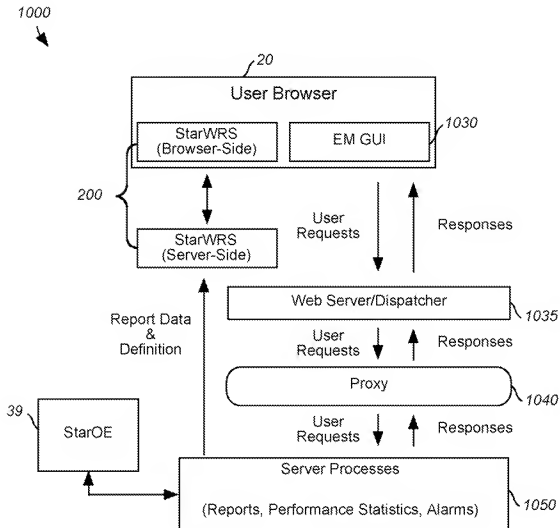 1000
20
User Browser
StarWRS
(Browser-Side)
EM GUI
1030
200
StarWRS
(Server-Side)
User
Requests
Responses
Web Server/Dispatcher
1035
Report Data
&
Definition
User
Requests
Responses
Proxy
1040
39
StarOE
User
Requests
Responses
Server Processes
(Reports, Performance Statistics, Alarms)
1050